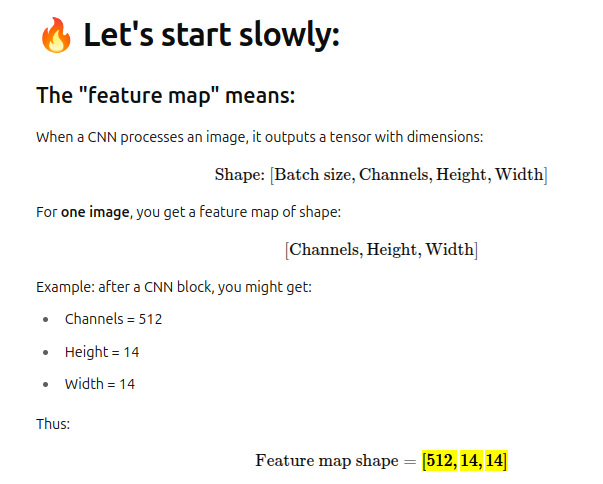 🔥 Let's start slowly:
The "feature map" means:
When a CNN processes an image, it outputs a tensor with dimensions:
Shape: [Batch size, Channels, Height, Width]
For one image, you get a feature map of shape:
[Channels, Height, Width]
Example: after a CNN block, you might get:
• Channels = 512
• Height = 14
• Width = 14
Thus:
Feature map shape = [512, 14, 14]